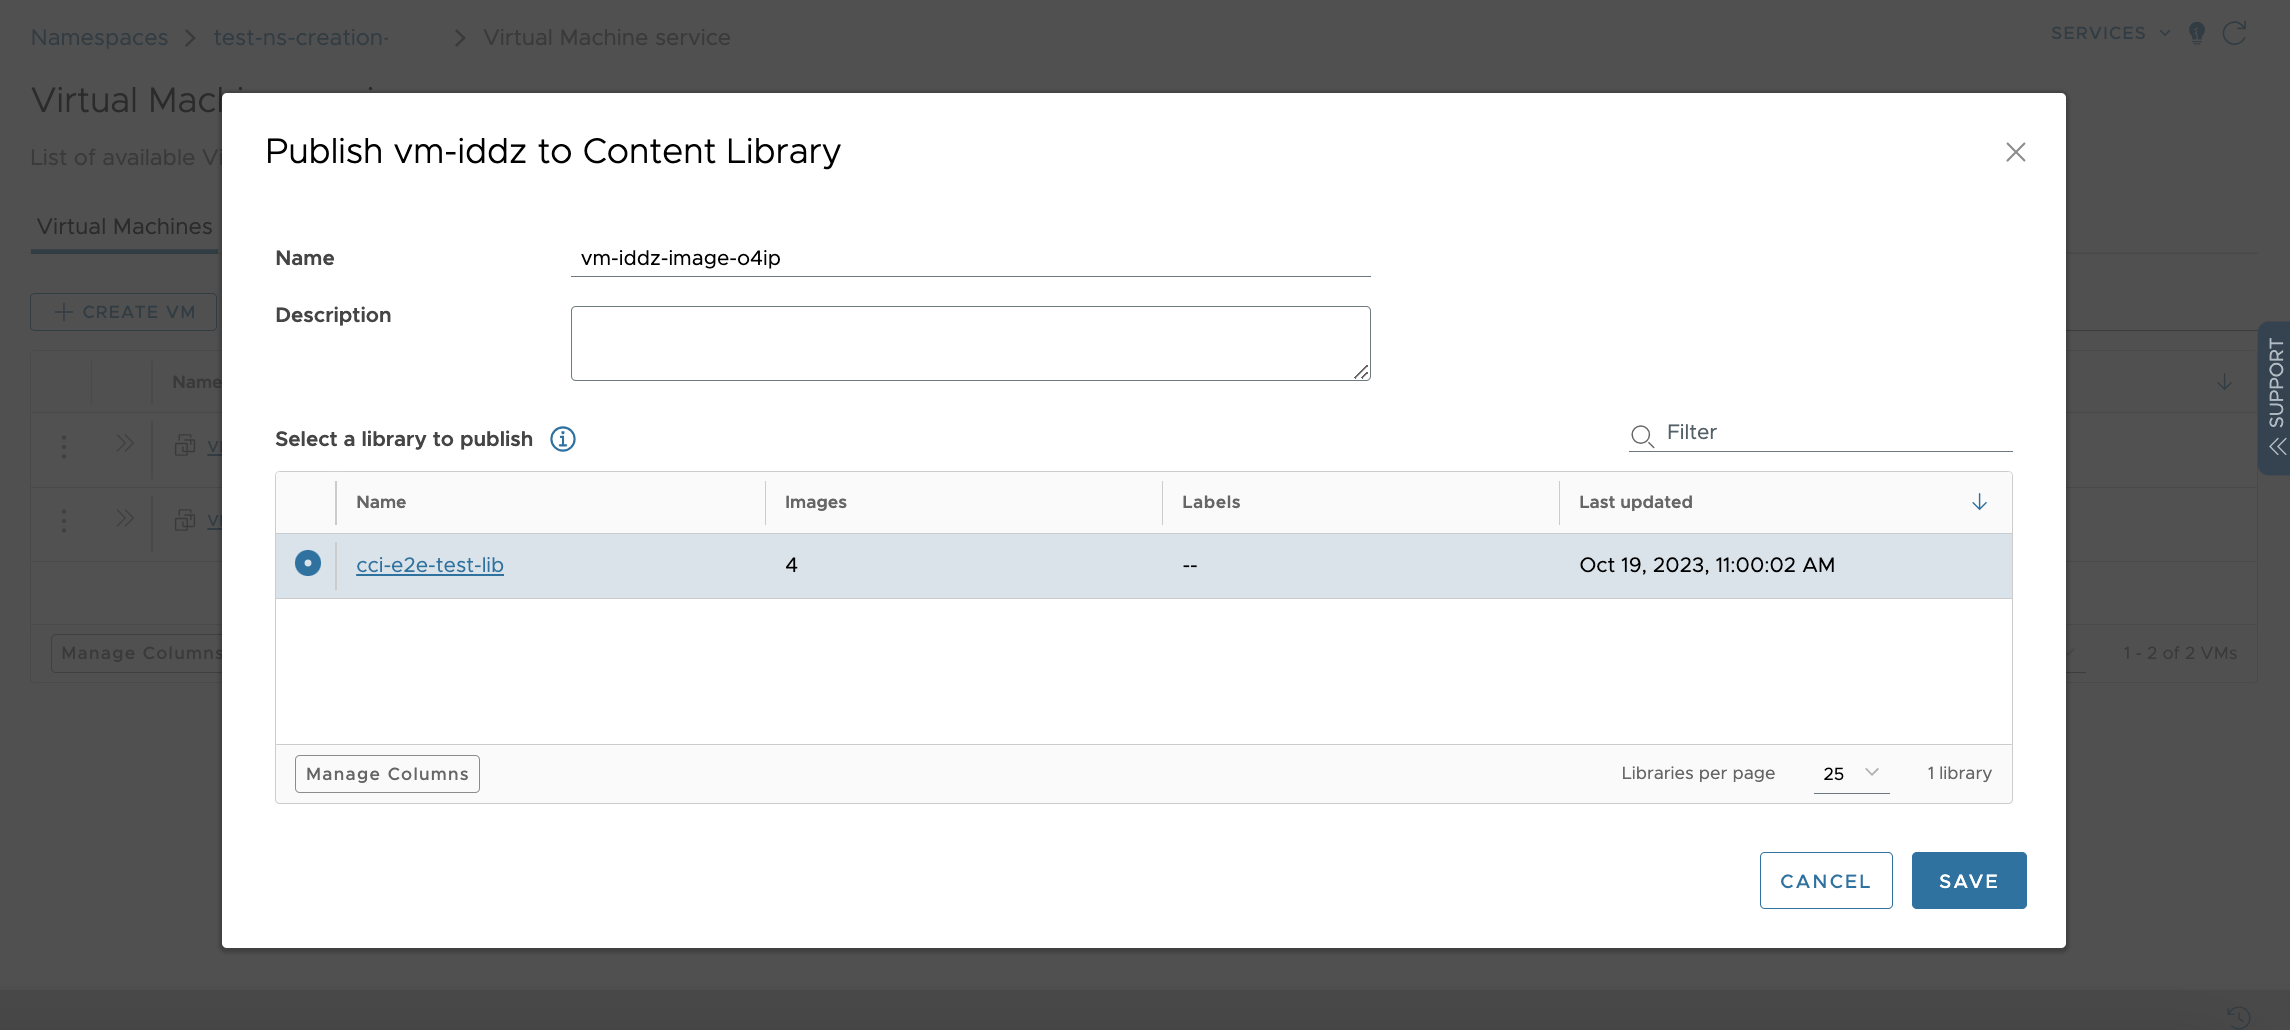 Namespaces > test-ns-creation- > Virtual Machine service
SERVICES
Virtual
List of available
Virtual Machines
+ CREATE VM
Name
Manage Columns
1 - 2 of 2 VMs
SUPPORT
Publish vm-iddz to Content Library
Name
vm-iddz-image-o4ip
Description
Select a library to publish
Filter
Name Images Labels Last updated
cci-e2e-test-lib 4 -- Oct 19, 2023, 11:00:02 AM
Manage Columns
Libraries per page 25 1 library
CANCEL SAVE